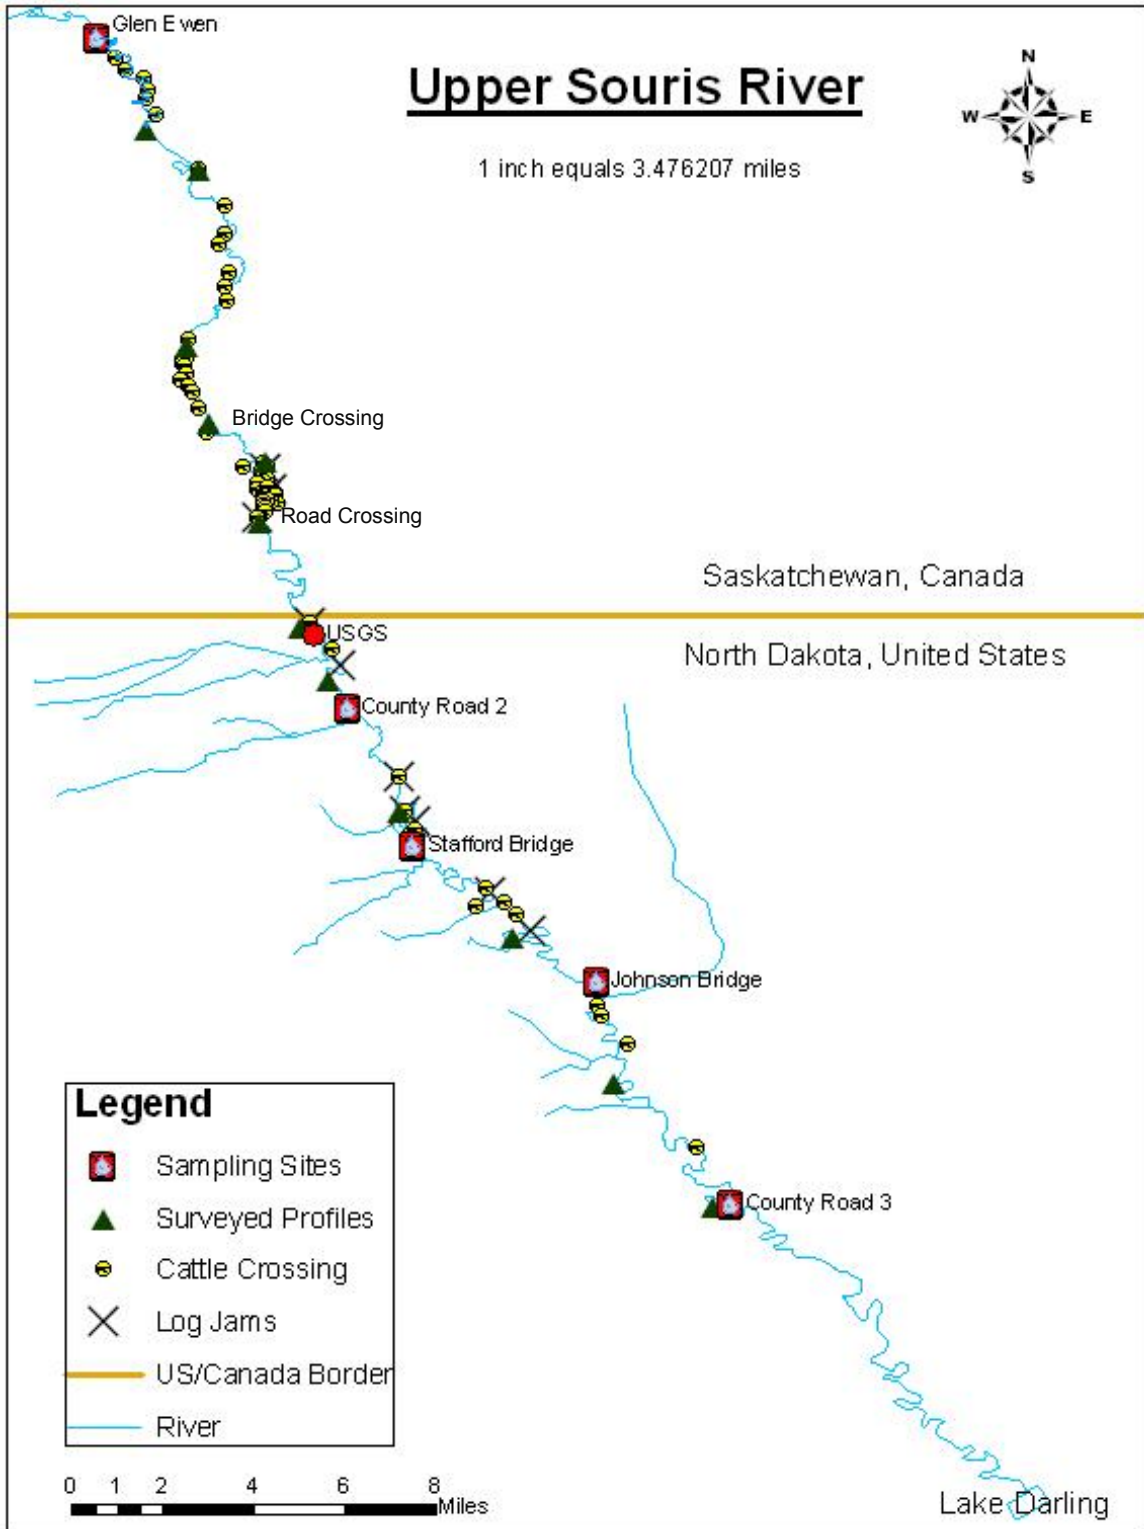 Glen Ewen
Upper Souris River
1 inch equals 3.476207 miles
N
W
E
S
Bridge Crossing
Road Crossing
Saskatchewan, Canada
USGS
North Dakota, United States
County Road 2
Stafford Bridge
Johnson Bridge
County Road 3
Legend
Sampling Sites
Surveyed Profiles
Cattle Crossing
Log Jams
US/Canada Border
River
0 1 2 4 6 8
Miles
Lake Darling